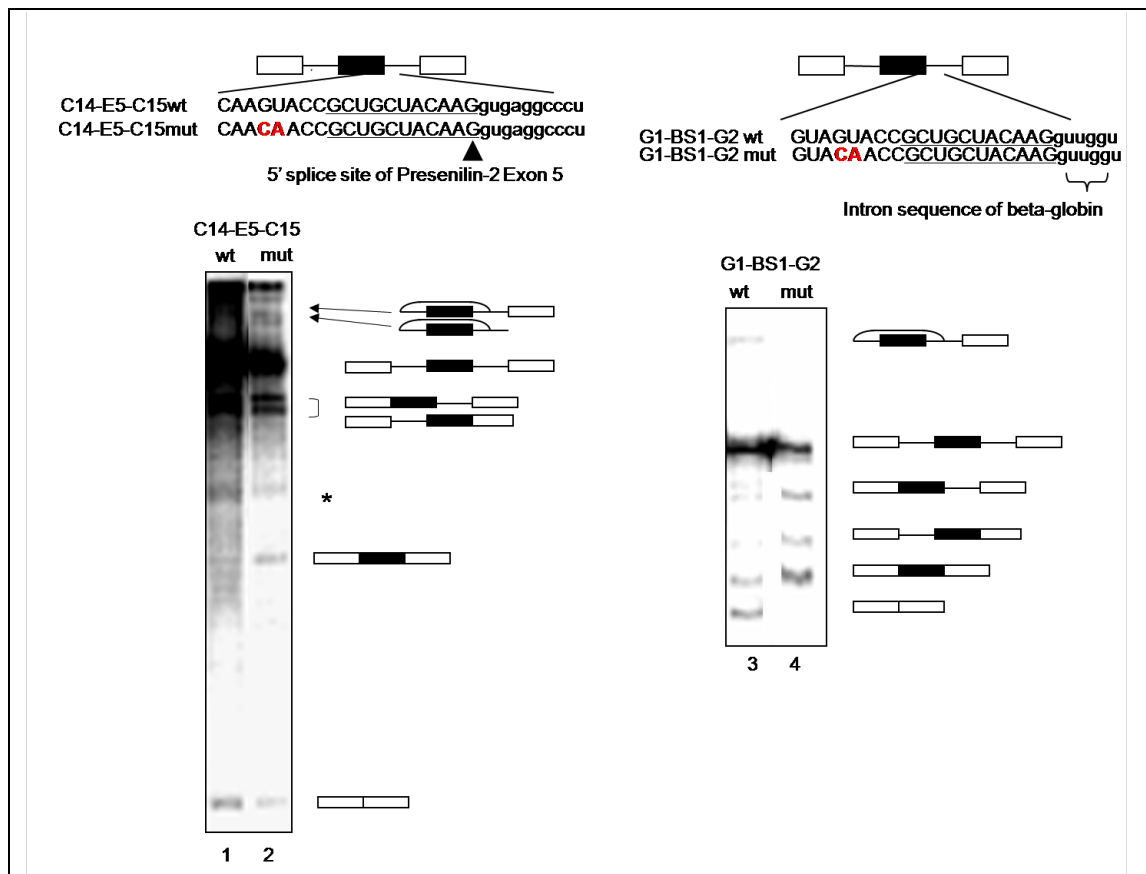 C14-E5-C15wt CAAGUACCGCUGCUACAAGgugaggcccu
C14-E5-C15mut CAACAACCGCUGCUACAAGgugaggcccu
5' splice site of Presenilin-2 Exon 5
G1-BS1-G2 wt GUAGUACCGCUGCUACAAGguuggu
G1-BS1-G2 mut GUACAACCGCUGCUACAAGguuggu
Intron sequence of beta-globin
C14-E5-C15
wt mut
*
1 2
G1-BS1-G2
wt mut
3 4